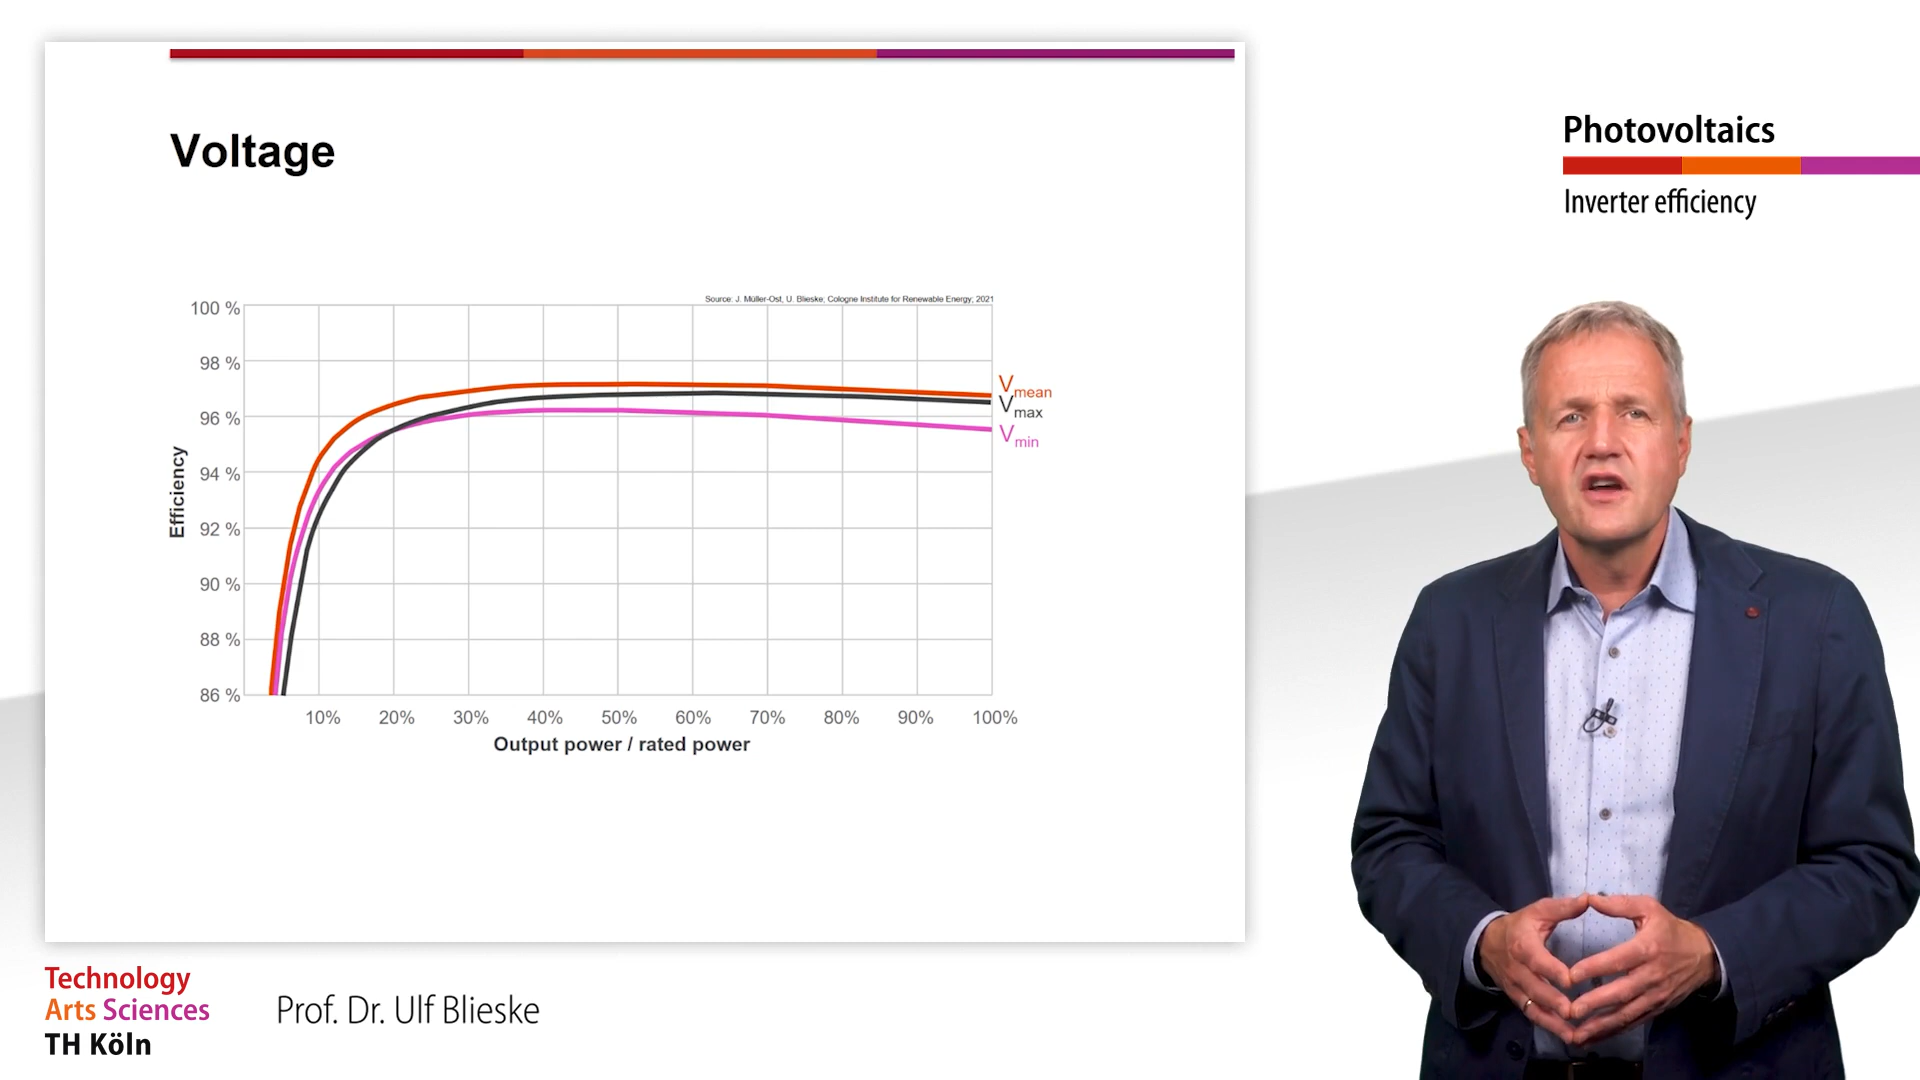 Voltage
Photovoltaics
Inverter efficiency
Source: J. Müller-Ost, U. Blieske; Cologne Institute for Renewable Energy; 2021
100 %
98 %
96 %
94 %
92 %
90 %
88 %
86 %
Efficiency
Vmean
Vmax
Vmin
10% 20% 30% 40% 50% 60% 70% 80% 90% 100%
Output power / rated power
Technology
Arts Sciences
TH Köln
Prof. Dr. Ulf Blieske